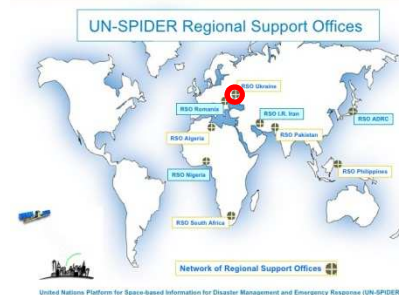 UN-SPIDER Regional Support Offices
RSO Ukraine
RSO Romania
RSO I.R. Iran
RSO ADRC
RSO Algeria
RSO Pakistan
RSO Nigeria
RSO Philippines
RSO South Africa
Network of Regional Support Offices
United Nations Platform for Space-based Information for Disaster Management and Emergency Response (UN-SPIDER)